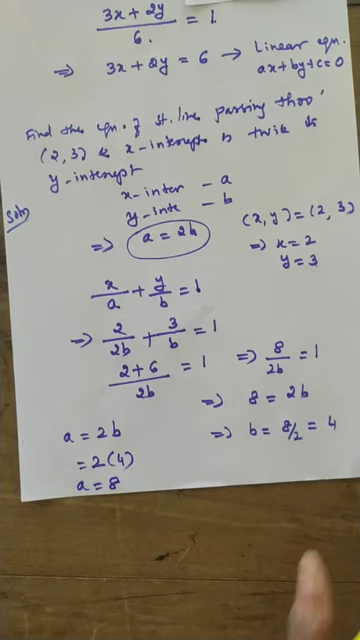 3x + 2y / 6. = 1
⇒ 3x + 2y = 6 → Linear eqn.
ax + by + c = 0
Find the eqn. of st. line passing thro'
(2, 3) & x-intercept is twice its
y-intercept
Soln
x-inter - a
y-inte - b
⇒ a = 2b
(x, y) = (2, 3)
⇒ x = 2
y = 3
x/a + y/b = 1
⇒ 2/2b + 3/b = 1
2 + 6 / 2b = 1
⇒ 8/2b = 1
⇒ 8 = 2b
⇒ b = 8/2 = 4
a = 2b
= 2(4)
a = 8